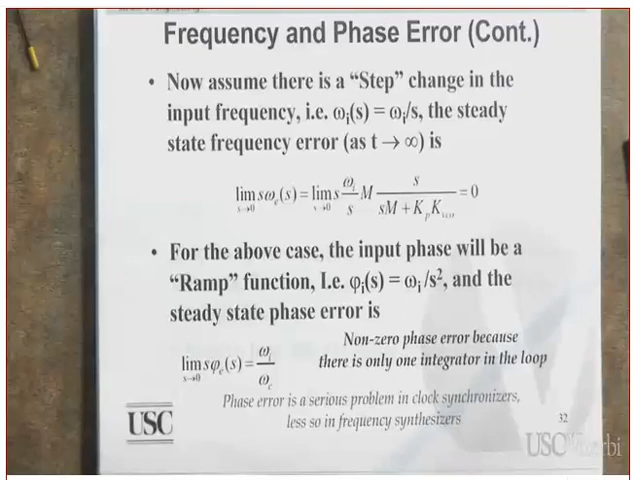 Frequency and Phase Error (Cont.)
• Now assume there is a “Step” change in the
input frequency, i.e. ωᵢ(s) = ωᵢ/s, the steady
state frequency error (as t → ∞) is
lim sωₑ(s) = lim s ωᵢ/s M s/(sM + KₚKᵥ꜀ₒ) = 0
s→0 s→0
• For the above case, the input phase will be a
“Ramp” function, I.e. φᵢ(s) = ωᵢ/s², and the
steady state phase error is
Non-zero phase error because
there is only one integrator in the loop
lim sφₑ(s) = ωᵢ/ω꜀
s→0
Phase error is a serious problem in clock synchronizers,
less so in frequency synthesizers
USC
32
USC Viterbi